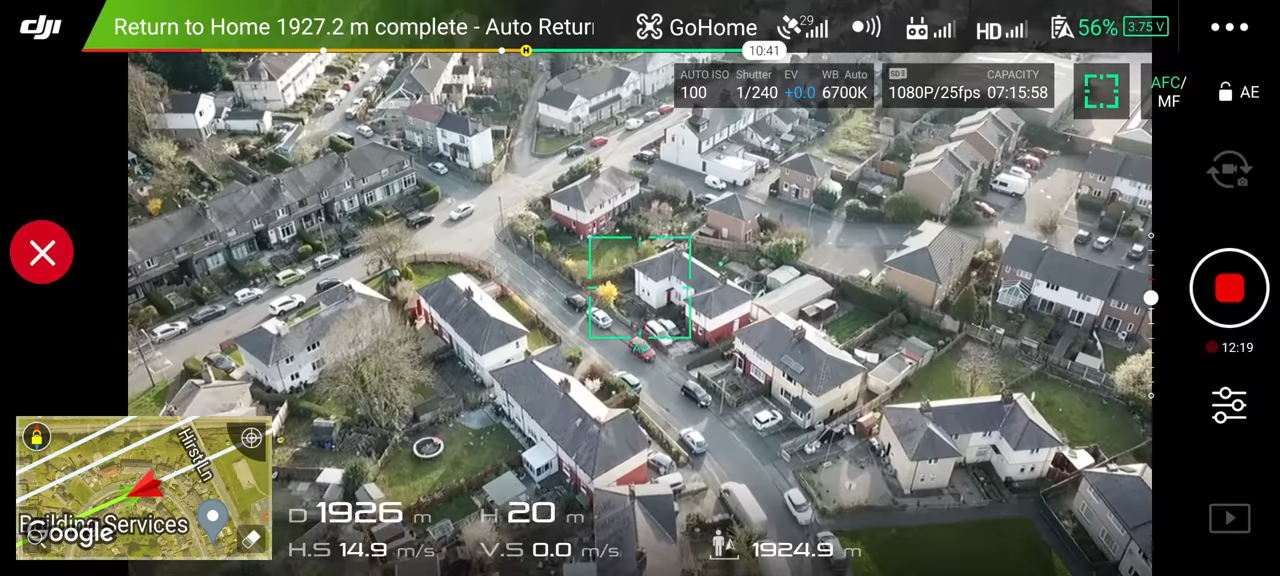 dji
Return to Home 1927.2 m complete - Auto Return
GoHome
29
HD
56%
3.75 V
H
10:41
AUTO ISO Shutter EV WB Auto
100 1/240 +0.0 6700K
SD CAPACITY
1080P/25fps 07:15:58
AFC/
MF
AE
12:19
AF
Hirst Ln
Building Services
Google
D 1926 m H 20 m
H.S 14.9 m/s V.S 0.0 m/s 1924.9 m